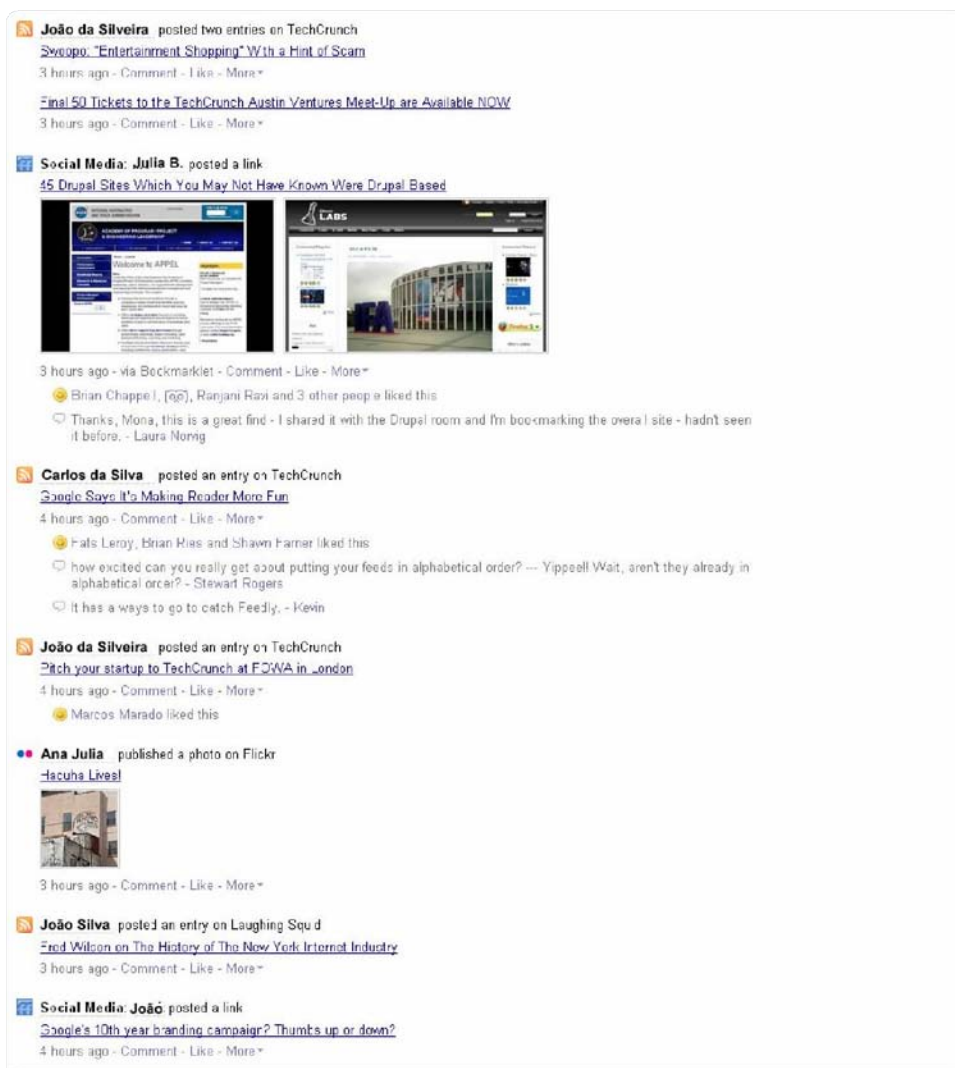 João da Silveira posted two entries on TechCrunch
Swoopo: "Entertainment Shopping" With a Hint of Scam
3 hours ago - Comment - Like - More
Final 50 Tickets to the TechCrunch Austin Ventures Meet-Up are Available NOW
3 hours ago - Comment - Like - More
Social Media: Julia B. posted a link
45 Drupal Sites Which You May Not Have Known Were Drupal Based
ACADEMY OF PROGRAM/PROJECT
& ENGINEERING LEADERSHIP
Welcome to APPEL
LABS
BERLIN
IFA
Firefox
3 hours ago - via Bookmarklet - Comment - Like - More
Brian Chappell, Ranjani Ravi and 3 other people liked this
Thanks, Mona, this is a great find - I shared it with the Drupal room and I'm bookmarking the overall site - hadn't seen
it before. - Laura Norvig
Carlos da Silva posted an entry on TechCrunch
Google Says It's Making Reader More Fun
4 hours ago - Comment - Like - More
Fats Leroy, Brian Ries and Shawn Farner liked this
how excited can you really get about putting your feeds in alphabetical order? --- Yippee!! Wait, aren't they already in
alphabetical order? - Stewart Rogers
It has a ways to go to catch Feedly. - Kevin
João da Silveira posted an entry on TechCrunch
Pitch your startup to TechCrunch at FOWA in London
4 hours ago - Comment - Like - More
Marcos Marado liked this
Ana Julia published a photo on Flickr
Lives!
3 hours ago - Comment - Like - More
João Silva posted an entry on Laughing Squid
Fred Wilson on The History of The New York Internet Industry
3 hours ago - Comment - Like - More
Social Media: João posted a link
Google's 10th year branding campaign? Thumbs up or down?
4 hours ago - Comment - Like - More